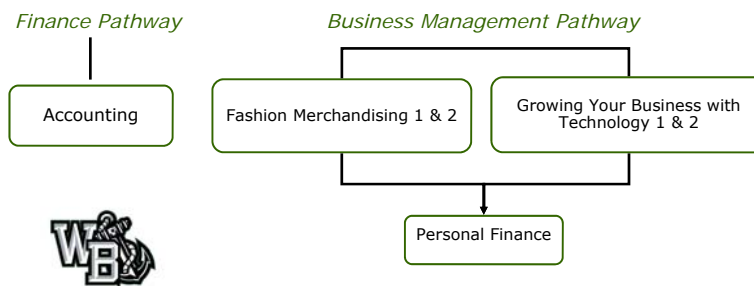 Finance Pathway
Business Management Pathway
Accounting
Fashion Merchandising 1 & 2
Growing Your Business with
Technology 1 & 2
Personal Finance
WB